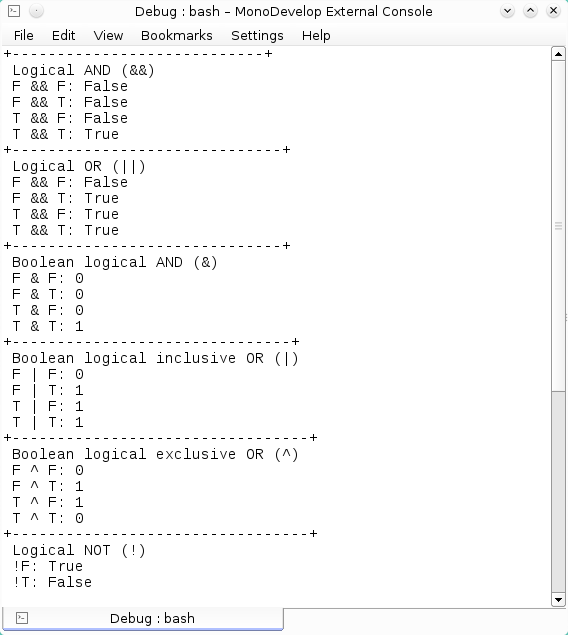 Debug : bash – MonoDevelop External Console
File Edit View Bookmarks Settings Help
+----------------------------+
Logical AND (&&)
F && F: False
F && T: False
T && F: False
T && T: True
+------------------------------+
Logical OR (||)
F && F: False
F && T: True
T && F: True
T && T: True
+------------------------------+
Boolean logical AND (&)
F & F: 0
F & T: 0
T & F: 0
T & T: 1
+-------------------------------+
Boolean logical inclusive OR (|)
F | F: 0
F | T: 1
T | F: 1
T | T: 1
+---------------------------------+
Boolean logical exclusive OR (^)
F ^ F: 0
F ^ T: 1
T ^ F: 1
T ^ T: 0
+---------------------------------+
Logical NOT (!)
!F: True
!T: False
Debug : bash